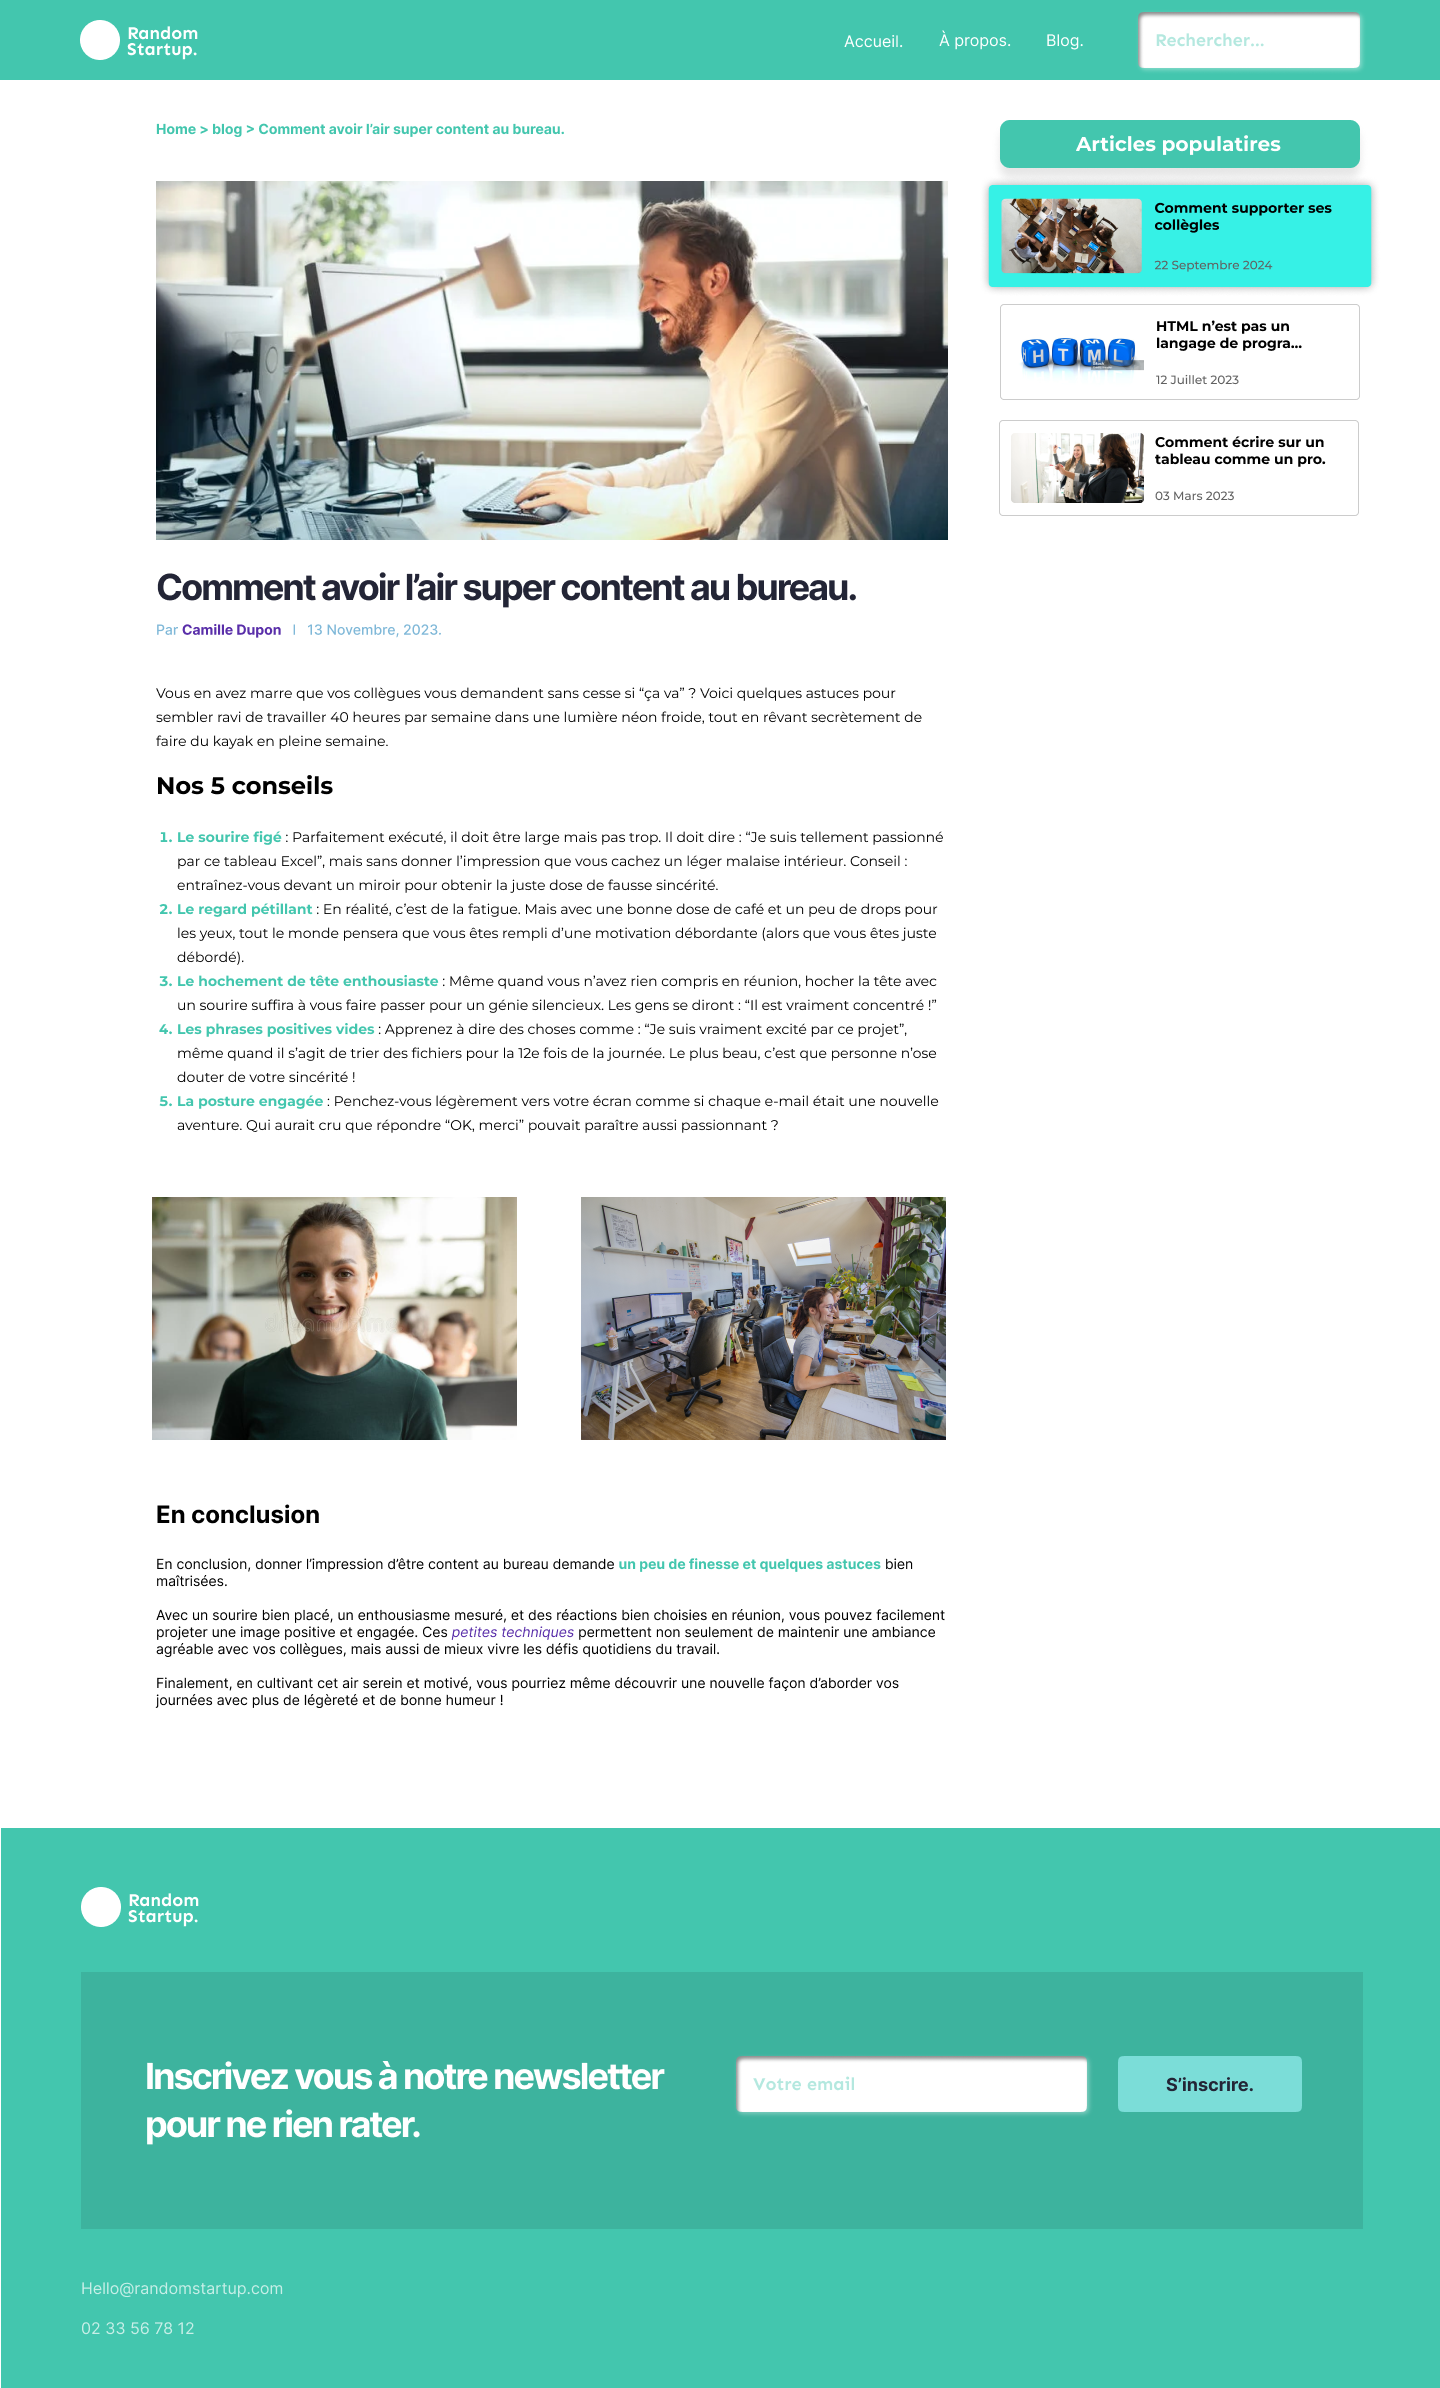 Random
Startup.
Accueil.
À propos.
Blog.
Rechercher...
Home > blog > Comment avoir l’air super content au bureau.
Articles populatires
Comment supporter ses
collègles
22 Septembre 2024
HTML
HTML n’est pas un
langage de progra...
12 Juillet 2023
Comment écrire sur un
tableau comme un pro.
03 Mars 2023
Comment avoir l’air super content au bureau.
Par Camille Dupon | 13 Novembre, 2023.
Vous en avez marre que vos collègues vous demandent sans cesse si “ça va” ? Voici quelques astuces pour
sembler ravi de travailler 40 heures par semaine dans une lumière néon froide, tout en rêvant secrètement de
faire du kayak en pleine semaine.
Nos 5 conseils
1. Le sourire figé : Parfaitement exécuté, il doit être large mais pas trop. Il doit dire : “Je suis tellement passionné
par ce tableau Excel”, mais sans donner l’impression que vous cachez un léger malaise intérieur. Conseil :
entraînez-vous devant un miroir pour obtenir la juste dose de fausse sincérité.
2. Le regard pétillant : En réalité, c’est de la fatigue. Mais avec une bonne dose de café et un peu de drops pour
les yeux, tout le monde pensera que vous êtes rempli d’une motivation débordante (alors que vous êtes juste
débordé).
3. Le hochement de tête enthousiaste : Même quand vous n’avez rien compris en réunion, hocher la tête avec
un sourire suffira à vous faire passer pour un génie silencieux. Les gens se diront : “Il est vraiment concentré !”
4. Les phrases positives vides : Apprenez à dire des choses comme : “Je suis vraiment excité par ce projet”,
même quand il s’agit de trier des fichiers pour la 12e fois de la journée. Le plus beau, c’est que personne n’ose
douter de votre sincérité !
5. La posture engagée : Penchez-vous légèrement vers votre écran comme si chaque e-mail était une nouvelle
aventure. Qui aurait cru que répondre “OK, merci” pouvait paraître aussi passionnant ?
En conclusion
En conclusion, donner l’impression d’être content au bureau demande un peu de finesse et quelques astuces bien
maîtrisées.
Avec un sourire bien placé, un enthousiasme mesuré, et des réactions bien choisies en réunion, vous pouvez facilement
projeter une image positive et engagée. Ces petites techniques permettent non seulement de maintenir une ambiance
agréable avec vos collègues, mais aussi de mieux vivre les défis quotidiens du travail.
Finalement, en cultivant cet air serein et motivé, vous pourriez même découvrir une nouvelle façon d’aborder vos
journées avec plus de légèreté et de bonne humeur !
Random
Startup.
Inscrivez vous à notre newsletter
pour ne rien rater.
Votre email
S’inscrire.
Hello@randomstartup.com
02 33 56 78 12